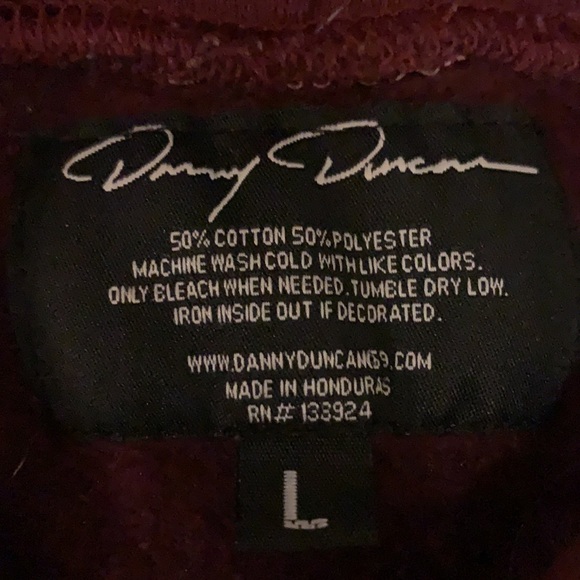 Danny Duncan
50% COTTON 50% POLYESTER
MACHINE WASH COLD WITH LIKE COLORS.
ONLY BLEACH WHEN NEEDED. TUMBLE DRY LOW.
IRON INSIDE OUT IF DECORATED.
WWW.DANNYDUNCAN69.COM
MADE IN HONDURAS
RN# 133924
L